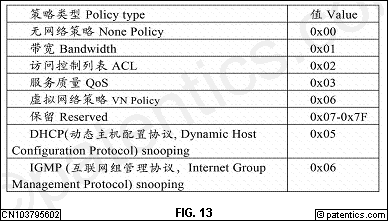 策略类型 Policy type 值 Value
无网络策略 None Policy 0x00
带宽 Bandwidth 0x01
访问控制列表 ACL 0x02
服务质量 QoS 0x03
虚拟网络策略 VN Policy 0x06
保留 Reserved 0x07-0x7F
DHCP(动态主机配置协议, Dynamic Host 0x05
Configuration Protocol) snooping
IGMP (互联网组管理协议, Internet Group 0x06
Management Protocol) snooping
CN103795602 FIG. 13 © patentics.com